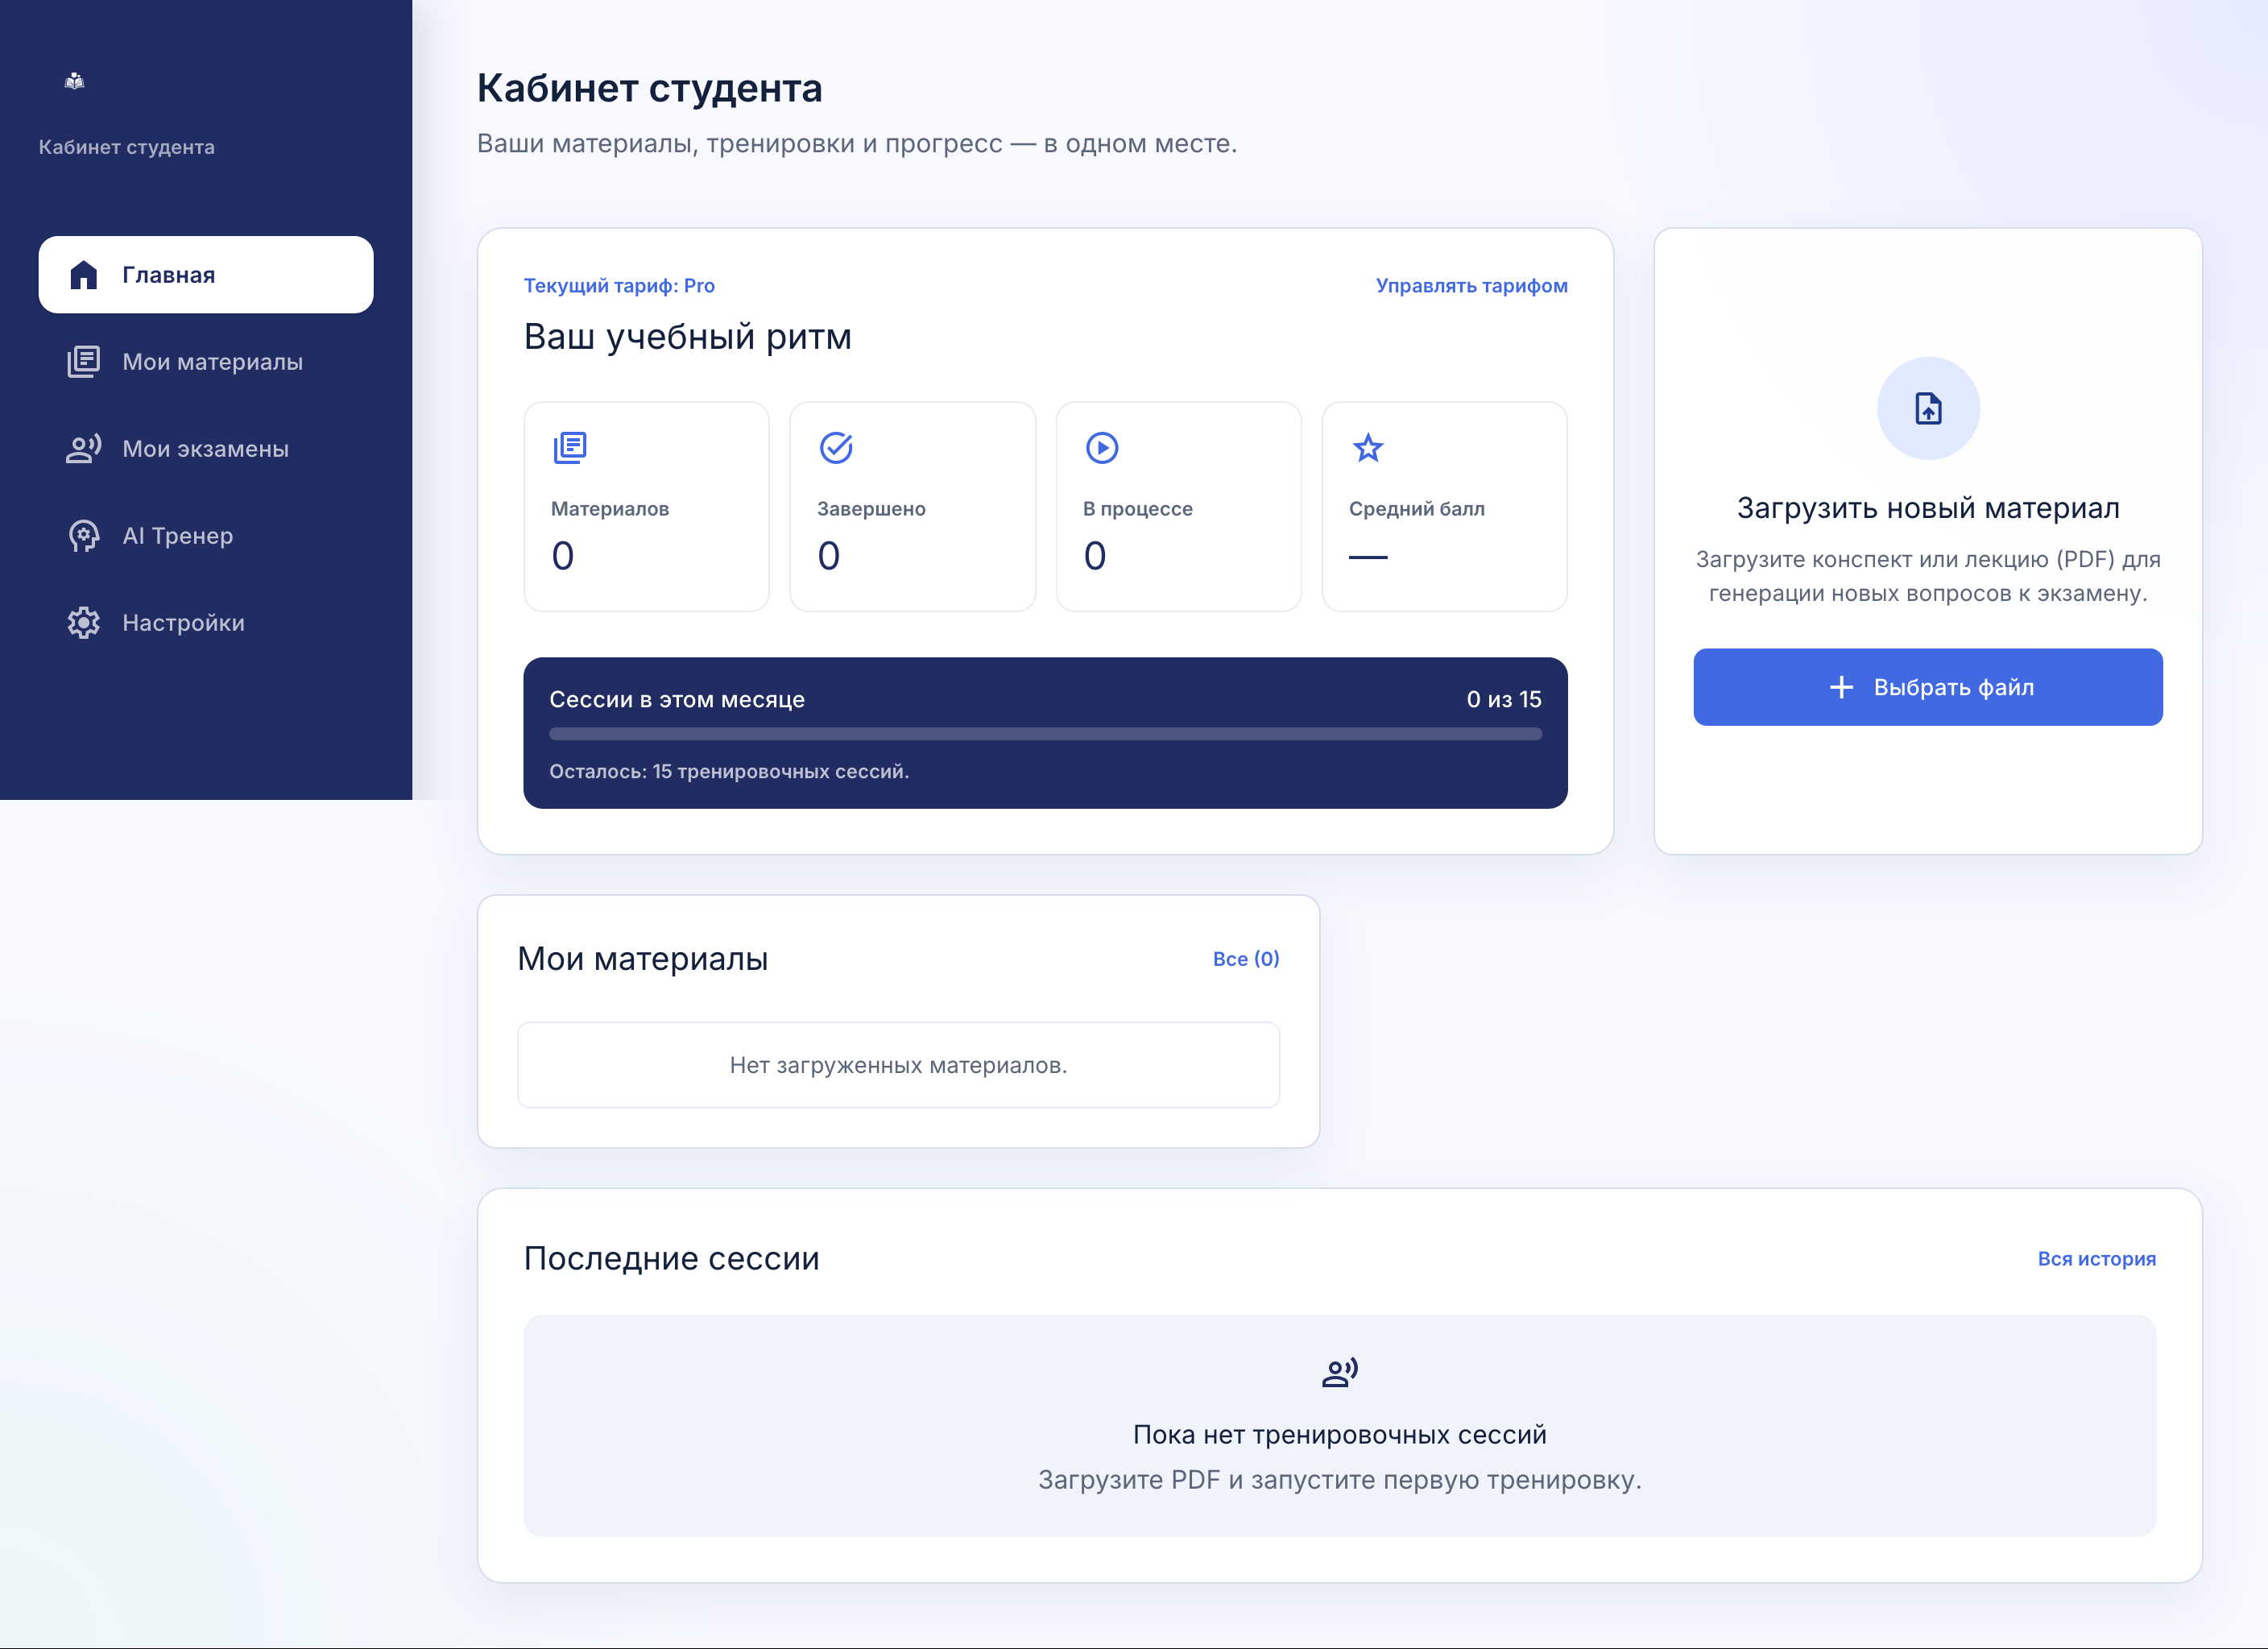 Кабинет студента
Главная
Мои материалы
Мои экзамены
AI Тренер
Настройки
Кабинет студента
Ваши материалы, тренировки и прогресс — в одном месте.
Текущий тариф: Pro
Управлять тарифом
Ваш учебный ритм
Материалов
0
Завершено
0
В процессе
0
Средний балл
—
Сессии в этом месяце
0 из 15
Осталось: 15 тренировочных сессий.
Загрузить новый материал
Загрузите конспект или лекцию (PDF) для
генерации новых вопросов к экзамену.
Выбрать файл
Мои материалы
Все (0)
Нет загруженных материалов.
Последние сессии
Вся история
Пока нет тренировочных сессий
Загрузите PDF и запустите первую тренировку.